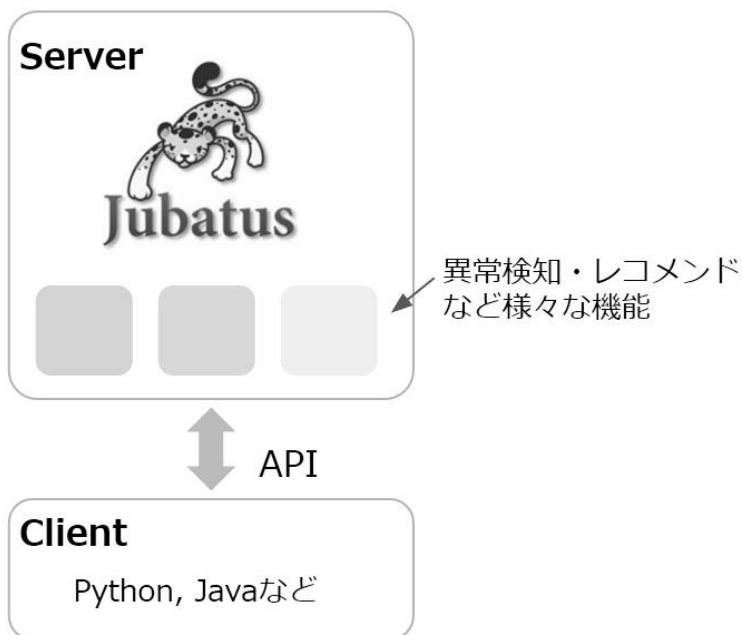 Server
Jubatus
異常検知・レコメンド
など様々な機能
API
Client
Python, Javaなど